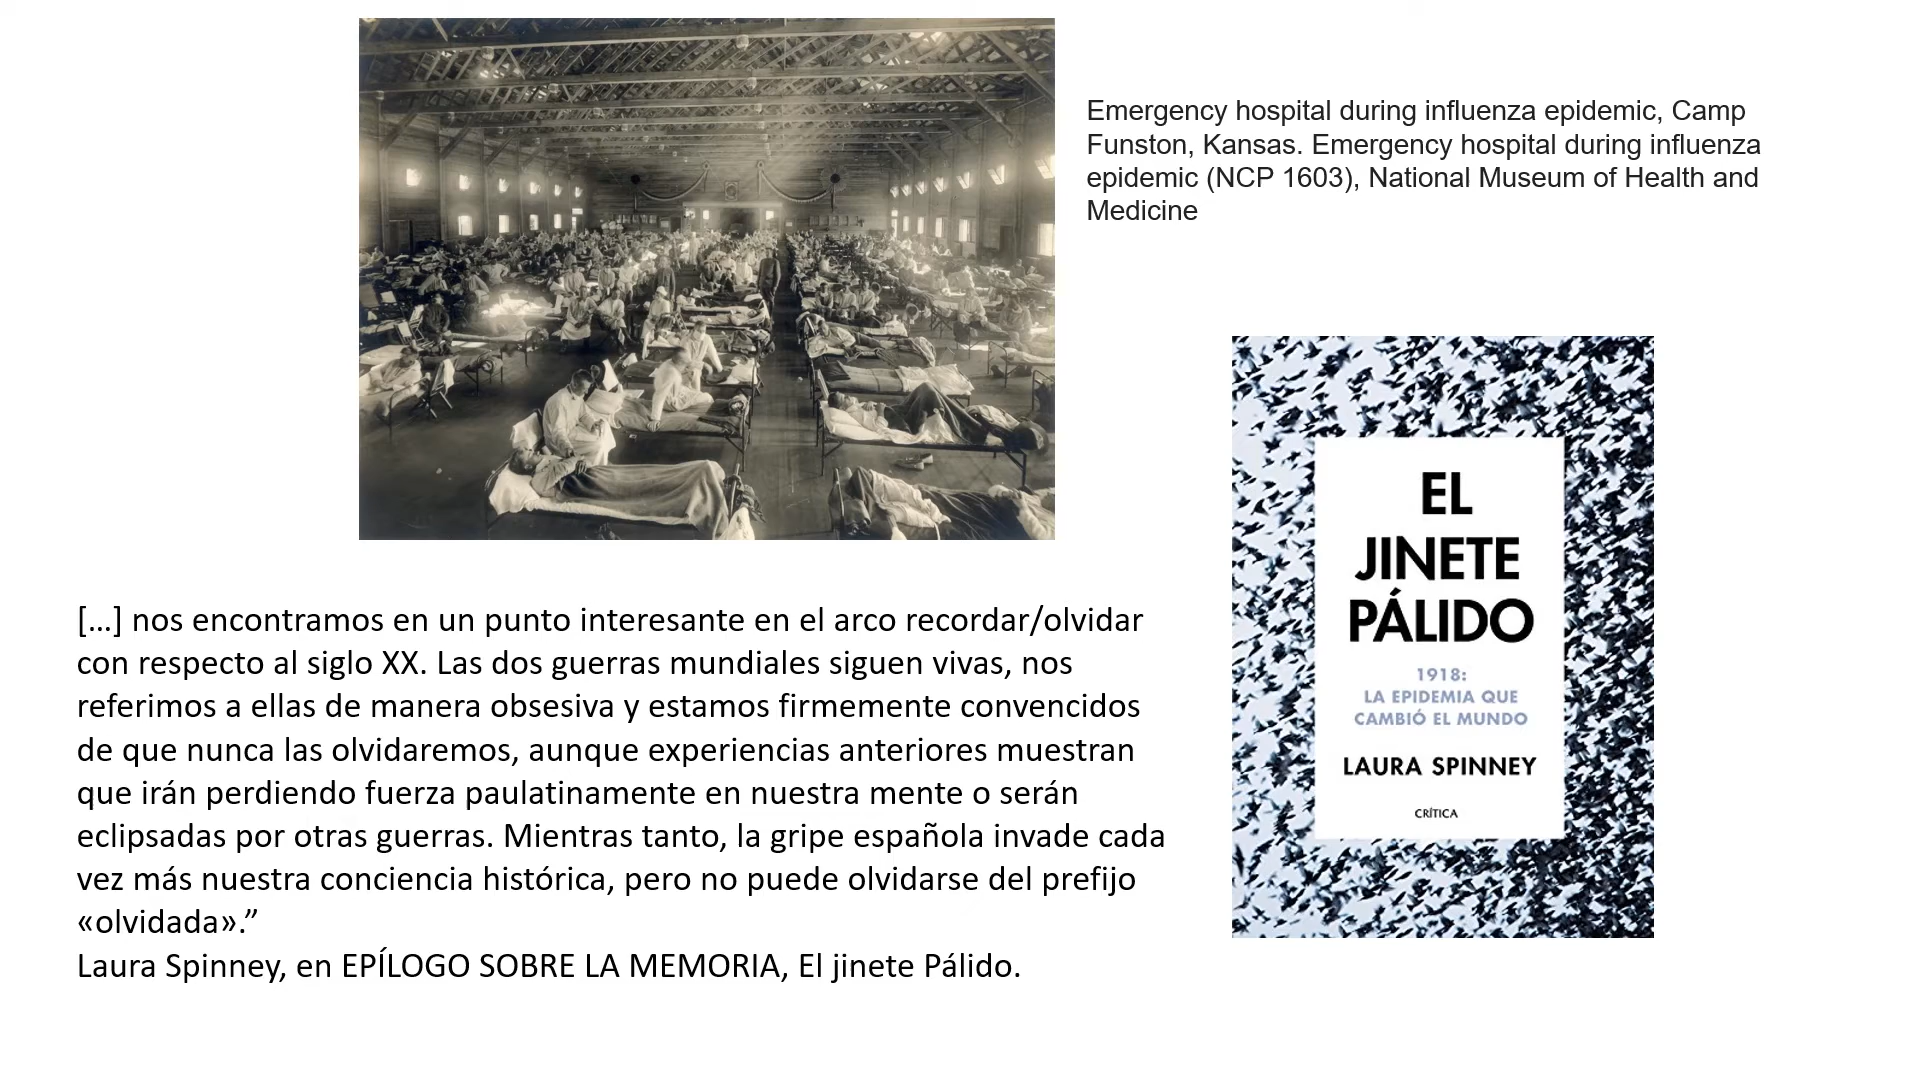 Emergency hospital during influenza epidemic, Camp
Funston, Kansas. Emergency hospital during influenza
epidemic (NCP 1603), National Museum of Health and
Medicine
EL
JINETE
PÁLIDO
1918:
LA EPIDEMIA QUE
CAMBIÓ EL MUNDO
LAURA SPINNEY
CRÍTICA
[…] nos encontramos en un punto interesante en el arco recordar/olvidar
con respecto al siglo XX. Las dos guerras mundiales siguen vivas, nos
referimos a ellas de manera obsesiva y estamos firmemente convencidos
de que nunca las olvidaremos, aunque experiencias anteriores muestran
que irán perdiendo fuerza paulatinamente en nuestra mente o serán
eclipsadas por otras guerras. Mientras tanto, la gripe española invade cada
vez más nuestra conciencia histórica, pero no puede olvidarse del prefijo
«olvidada».”
Laura Spinney, en EPÍLOGO SOBRE LA MEMORIA, El jinete Pálido.